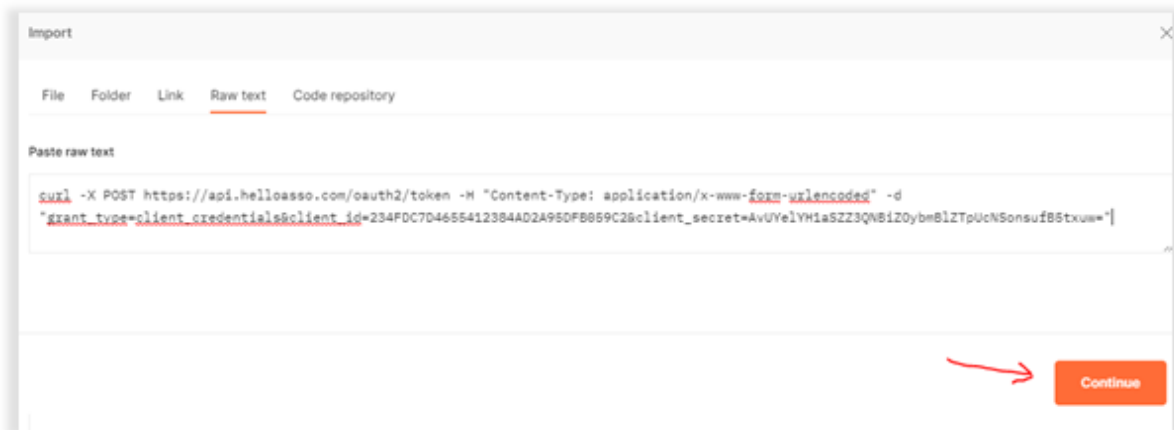 Import
File Folder Link Raw text Code repository
Paste raw text
curl -X POST https://api.helloasso.com/oauth2/token -H "Content-Type: application/x-www-form-urlencoded" -d
"grant_type=client_credentials&client_id=234FDC7D4655412384AD2A95DFB059C2&client_secret=AvUYelYH1aSZZ3QNBiZOybmBlZTpUcNSonsufB5txuw="
Continue